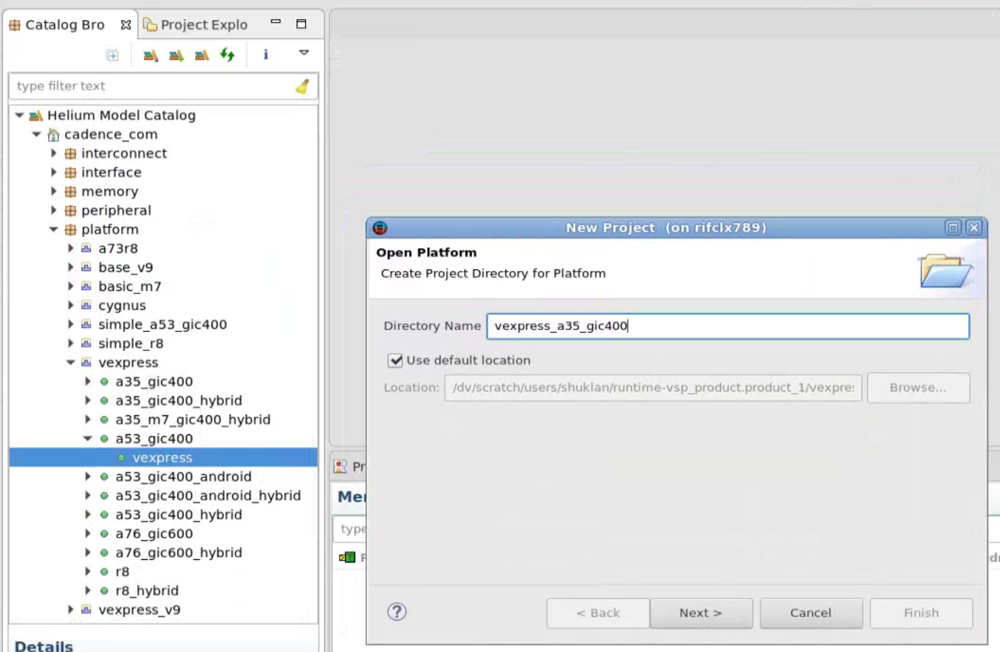 Catalog Bro
Project Explo
type filter text
Helium Model Catalog
cadence_com
interconnect
interface
memory
peripheral
platform
a73r8
base_v9
basic_m7
cygnus
simple_a53_gic400
simple_r8
vexpress
a35_gic400
a35_gic400_hybrid
a35_m7_gic400_hybrid
a53_gic400
vexpress
a53_gic400_android
a53_gic400_android_hybrid
a53_gic400_hybrid
a76_gic600
a76_gic600_hybrid
r8
r8_hybrid
vexpress_v9
Details
New Project (on rifclx789)
Open Platform
Create Project Directory for Platform
Directory Name vexpress_a35_gic400
Use default location
Location: /dv/scratch/users/shuklan/runtime-vsp_product.product_1/vexpre
Browse...
Pr
Mer
type
? < Back Next > Cancel Finish